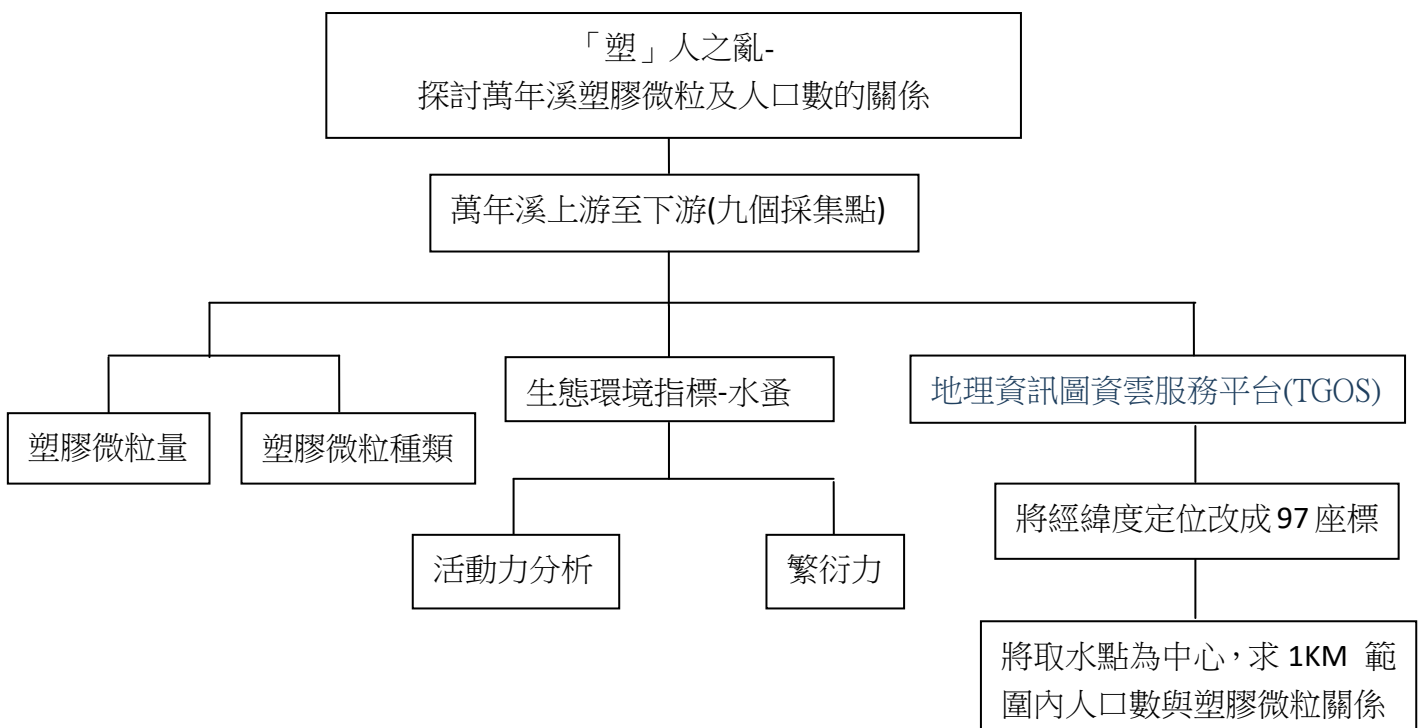 「塑」人之亂-
探討萬年溪塑膠微粒及人口數的關係
萬年溪上游至下游(九個採集點)
塑膠微粒量
塑膠微粒種類
生態環境指標-水蚤
活動力分析
繁衍力
地理資訊圖資雲服務平台(TGOS)
將經緯度定位改成97座標
將取水點為中心,求1KM 範
圍內人口數與塑膠微粒關係